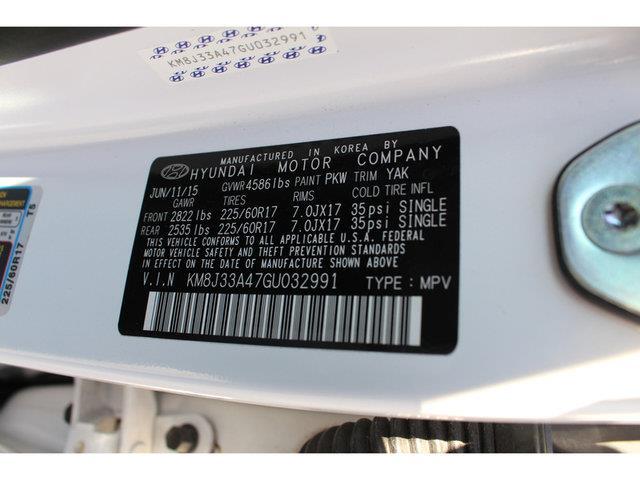 KM8J33A47GU032991
MANUFACTURED IN KOREA BY
HYUNDAI MOTOR COMPANY
JUN/11/15 GVWR 4586lbs PAINT PKW TRIM YAK
GAWR TIRES RIMS COLD TIRE INFL
FRONT 2822 lbs 225/60R17 7.0JX17 35psi SINGLE
REAR 2535 lbs 225/60R17 7.0JX17 35psi SINGLE
THIS VEHICLE CONFORMS TO ALL APPLICABLE U.S.A. FEDERAL
MOTOR VEHICLE SAFETY AND THEFT PREVENTION STANDARDS
IN EFFECT ON THE DATE OF MANUFACTURE SHOWN ABOVE
V.I.N KM8J33A47GU032991 TYPE : MPV
225/60R17 T5